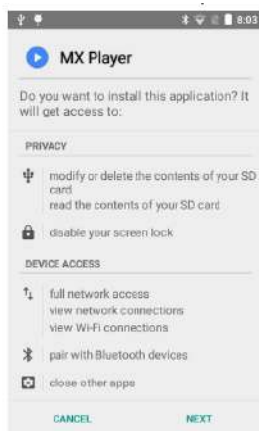 8:03
MX Player
Do you want to install this application? It
will get access to:
PRIVACY
modify or delete the contents of your SD
card
read the contents of your SD card
disable your screen lock
DEVICE ACCESS
full network access
view network connections
view Wi-Fi connections
pair with Bluetooth devices
close other apps
CANCEL NEXT